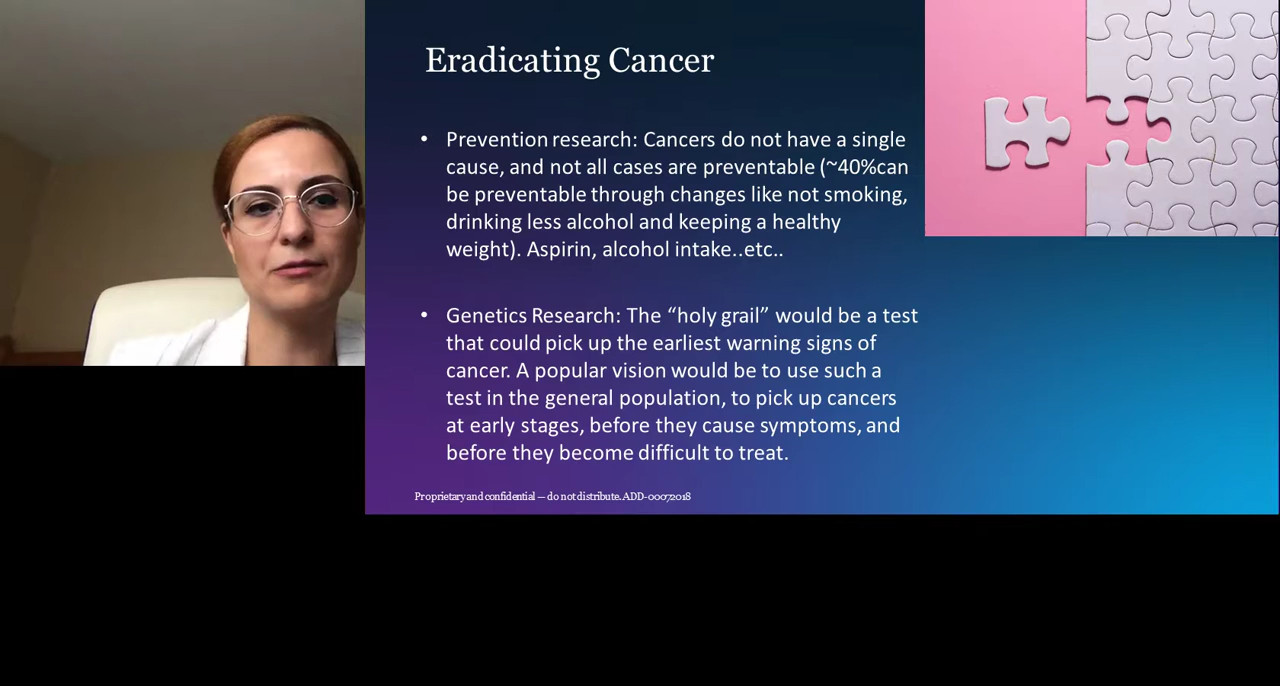 Eradicating Cancer
• Prevention research: Cancers do not have a single
cause, and not all cases are preventable (~40%can
be preventable through changes like not smoking,
drinking less alcohol and keeping a healthy
weight). Aspirin, alcohol intake..etc..
• Genetics Research: The “holy grail” would be a test
that could pick up the earliest warning signs of
cancer. A popular vision would be to use such a
test in the general population, to pick up cancers
at early stages, before they cause symptoms, and
before they become difficult to treat.
Proprietary and confidential — do not distribute. ADD-00072018